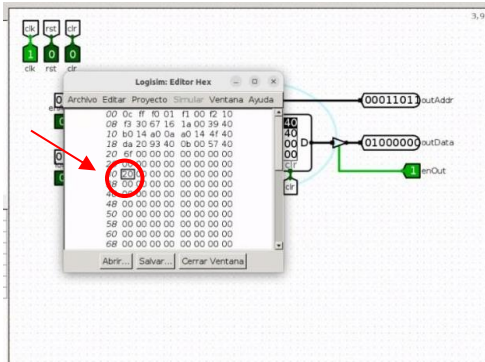 3,9
clk rst clr
1 0 0
clk rst clr
Logisim: Editor Hex
Archivo Editar Proyecto Simular Ventana Ayuda
00 0c ff f0 01 f1 00 f2 10
08 f3 30 67 16 1a 00 39 40
10 b0 14 a0 0a a0 14 4f 40
18 da 20 93 40 0b 00 57 40
20 6f 00 00 00 00 00 00 00
20 00 00 00 00 00 00 00
00 00 00 00 00 00 00
48 00 00 00 00 00 00 00 00
50 00 00 00 00 00 00 00 00
58 00 00 00 00 00 00 00 00
60 00 00 00 00 00 00 00 00
68 00 00 00 00 00 00 00 00
Abrir... Salvar... Cerrar Ventana
40
40
00
00
D
clr
00011011 outAddr
01000000 outData
1 enOut